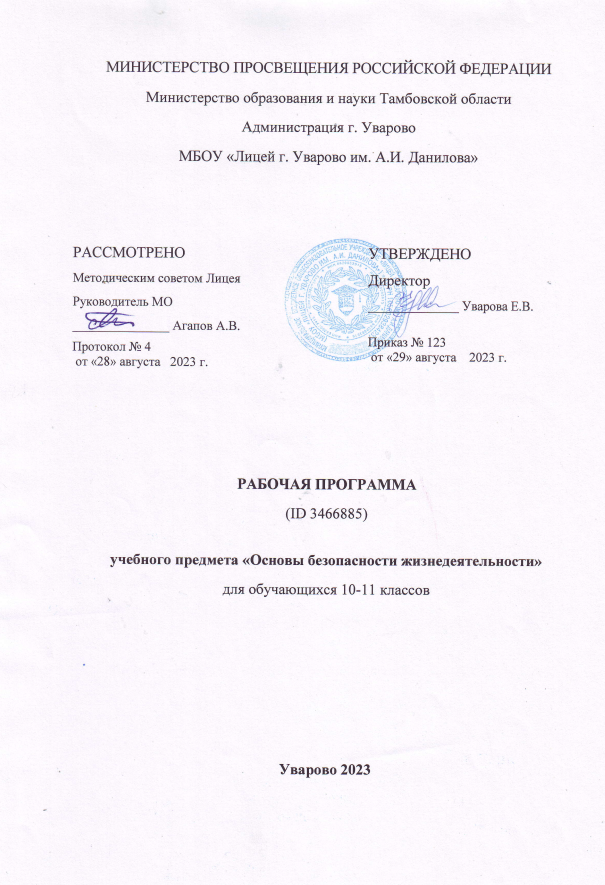 МИНИСТЕРСТВО ПРОСВЕЩЕНИЯ РОССИЙСКОЙ ФЕДЕРАЦИИ
Министерство образования и науки Тамбовской области
Администрация г. Уварово
МБОУ «Лицей г. Уварово им. А.И. Данилова»
РАССМОТРЕНО
Методическим советом Лицея
Руководитель МО
______________ Агапов А.В.
Протокол № 4
от «28» августа 2023 г.
УТВЕРЖДЕНО
Директор
______________ Уварова Е.В.
Приказ № 123
от «29» августа 2023 г.
РАБОЧАЯ ПРОГРАММА
(ID 3466885)
учебного предмета «Основы безопасности жизнедеятельности»
для обучающихся 10-11 классов
Уварово 2023